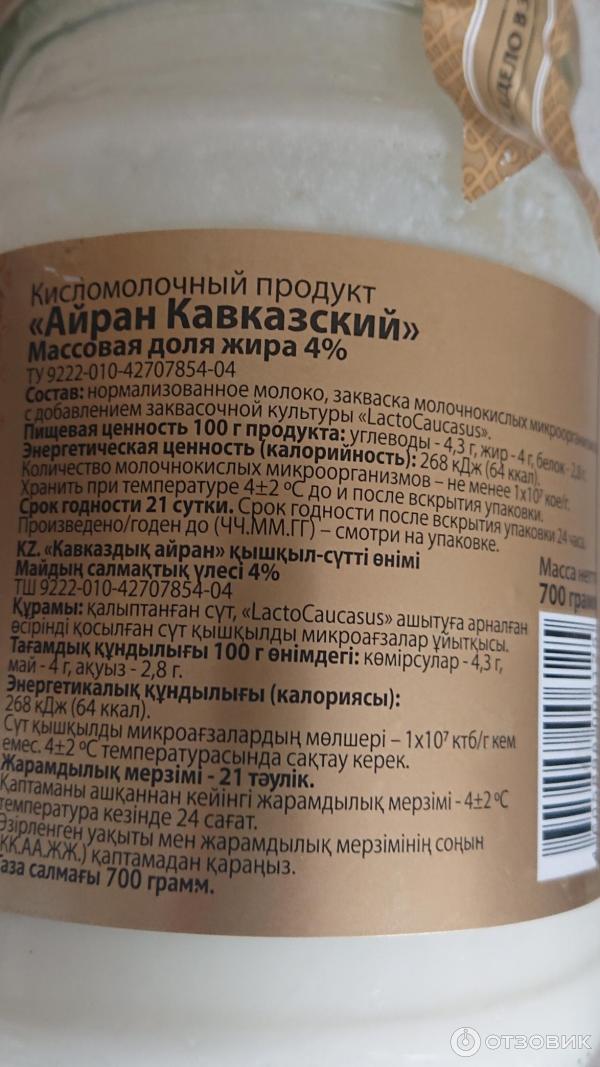 ДЕЛО В З
Кисломолочный продукт
«Айран Кавказский»
Массовая доля жира 4%
ТУ 9222-010-42707854-04
Состав: нормализованное молоко, закваска молочнокислых
с добавлением заквасочной культуры «LactoCaucasus».
Пищевая ценность 100 г продукта: углеводы - 4,3 г, жир - 4 г, белок - 2,8 г.
Энергетическая ценность (калорийность): 268 кДж (64 ккал).
Количество молочнокислых микроорганизмов – не менее 1x10⁷ кое/г.
Хранить при температуре 4±2 ºС до и после вскрытия упаковки.
Срок годности 21 сутки. Срок годности после вскрытия упаковки 24 часа.
Произведено/годен до (ЧЧ.ММ.ГГ) – смотри на упаковке.
KZ. «Кавказдық айран» қышқыл-сүтті өнімі
Майдың салмақтық үлесі 4%
ТШ 9222-010-42707854-04
Құрамы: қалыптанған сүт, «LactoCaucasus» ашытуға арналған
өсірінді қосылған сүт қышқылды микроағзалар ұйытқысы.
Тағамдық құндылығы 100 г өнімдегі: көмірсулар - 4,3 г,
май - 4 г, ақуыз - 2,8 г.
Энергетикалық құндылығы (калориясы):
268 кДж (64 ккал).
Сүт қышқылды микроағзалардың мөлшері – 1x10⁷ ктб/г кем
емес. 4±2 ºС температурасында сақтау керек.
Жарамдылық мерзімі - 21 тәулік.
Қаптаманы ашқаннан кейінгі жарамдылық мерзімі - 4±2 ºС
температура кезінде 24 сағат.
Әзірленген уақыты мен жарамдылық мерзімінің соңын
(КК.АА.ЖЖ.) қаптамадан қараңыз.
Таза салмағы 700 грамм.
Масса нетто
700 грамм
ОТЗОВИК